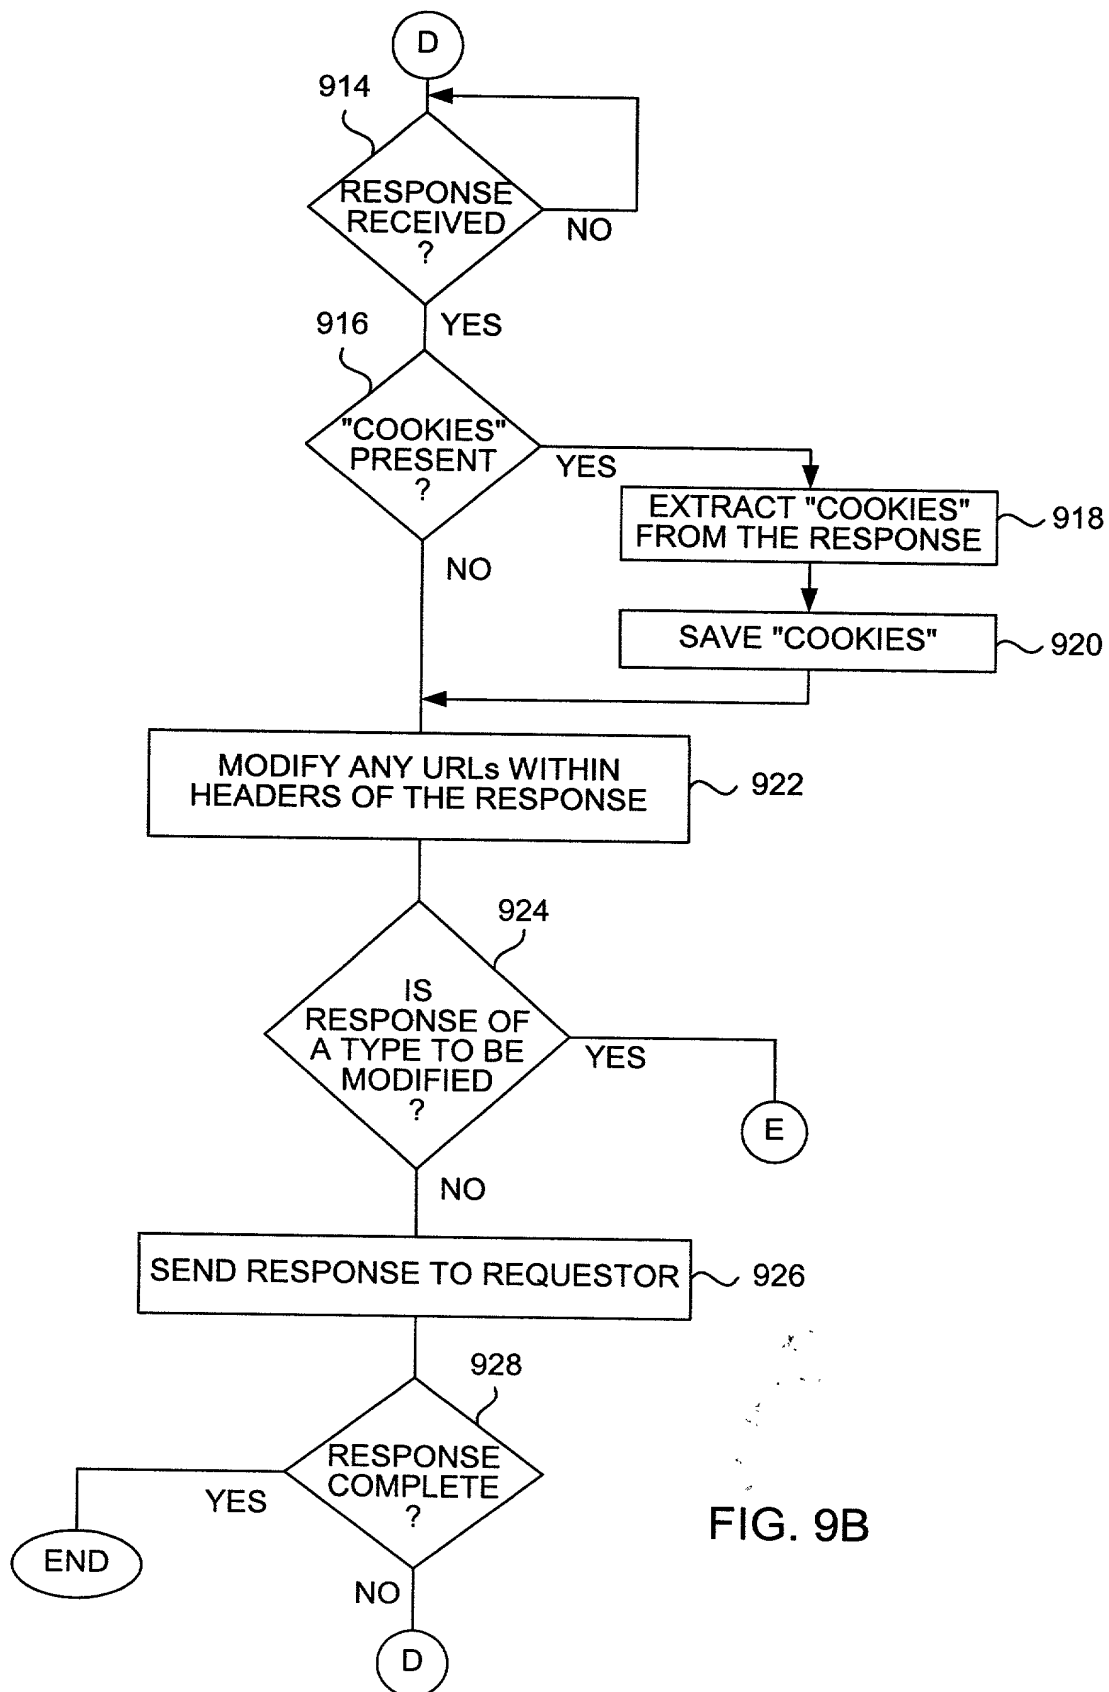 D
914
RESPONSE
RECEIVED
?
NO
YES
916
"COOKIES"
PRESENT
?
YES
EXTRACT "COOKIES"
FROM THE RESPONSE
918
NO
SAVE "COOKIES"
920
MODIFY ANY URLs WITHIN
HEADERS OF THE RESPONSE
922
924
IS
RESPONSE OF
A TYPE TO BE
MODIFIED
?
YES
E
NO
SEND RESPONSE TO REQUESTOR
926
928
RESPONSE
COMPLETE
?
YES
END
NO
D
FIG. 9B